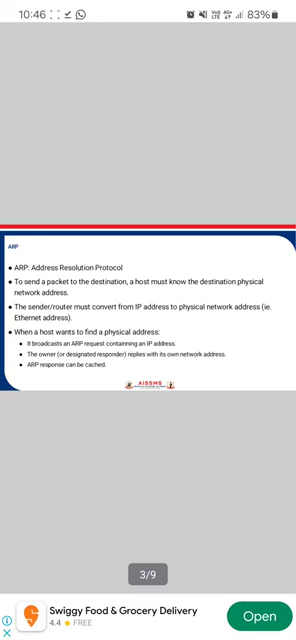 10:46
Vo))
LTE
4G+
83%
ARP
● ARP: Address Resolution Protocol
● To send a packet to the destination, a host must know the destination physical
network address.
● The sender/router must convert from IP address to physical network address (ie.
Ethernet address).
● When a host wants to find a physical address:
● It broadcasts an ARP request containning an IP address.
● The owner (or designated responder) replies with its own network address.
● ARP response can be cached.
AISSMS
3/9
Swiggy Food & Grocery Delivery
4.4 ★ FREE
Open